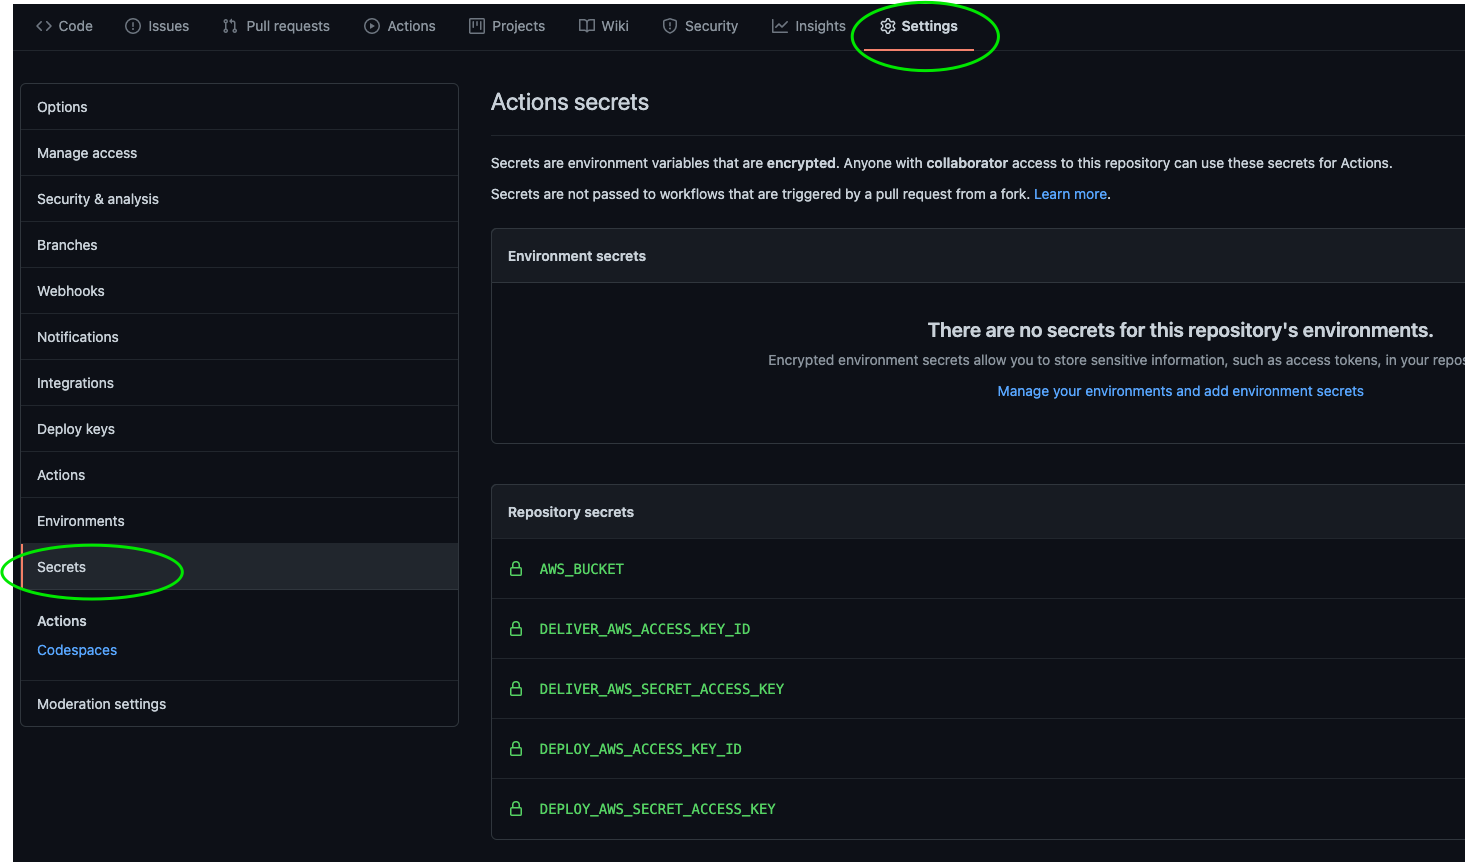 Code Issues Pull requests Actions Projects Wiki Security Insights Settings
Options
Manage access
Security & analysis
Branches
Webhooks
Notifications
Integrations
Deploy keys
Actions
Environments
Secrets
Actions
Codespaces
Moderation settings
Actions secrets
Secrets are environment variables that are encrypted. Anyone with collaborator access to this repository can use these secrets for Actions.
Secrets are not passed to workflows that are triggered by a pull request from a fork. Learn more.
Environment secrets
There are no secrets for this repository's environments.
Encrypted environment secrets allow you to store sensitive information, such as access tokens, in your repos
Manage your environments and add environment secrets
Repository secrets
AWS_BUCKET
DELIVER_AWS_ACCESS_KEY_ID
DELIVER_AWS_SECRET_ACCESS_KEY
DEPLOY_AWS_ACCESS_KEY_ID
DEPLOY_AWS_SECRET_ACCESS_KEY